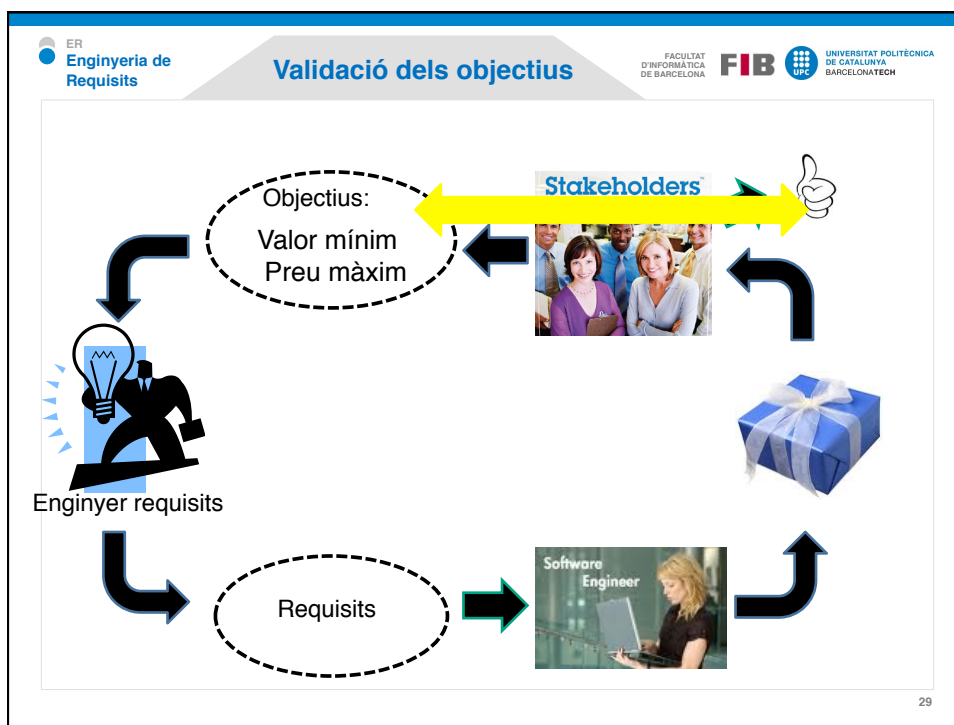 ER
Enginyeria de
Requisits
Validació dels objectius
FACULTAT
D'INFORMÀTICA
DE BARCELONA
FIB
UPC
UNIVERSITAT POLITÈCNICA
DE CATALUNYA
BARCELONATECH
Objectius:
Valor mínim
Preu màxim
Stakeholders™
Enginyer requisits
Requisits
Software
Engineer
29